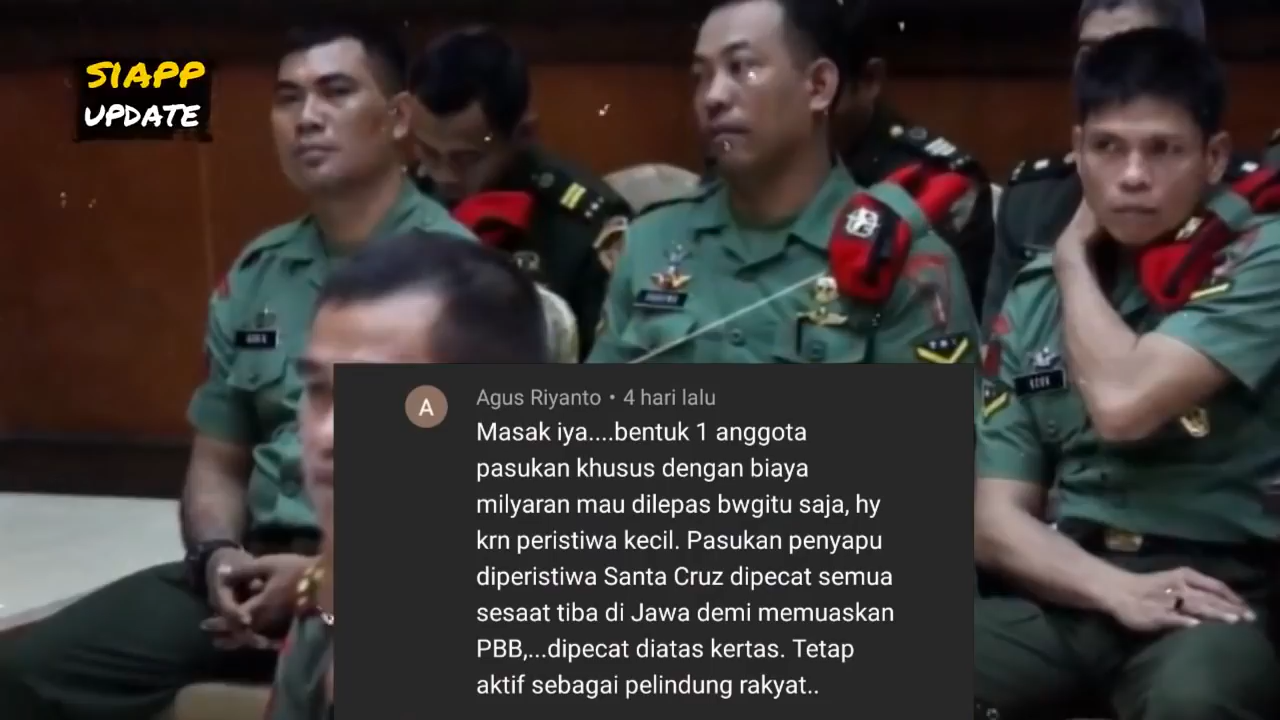 SIAPP
UPDATE
Agus Riyanto • 4 hari lalu
A
Masak iya....bentuk 1 anggota
pasukan khusus dengan biaya
milyaran mau dilepas bwgitu saja, hy
krn peristiwa kecil. Pasukan penyapu
diperistiwa Santa Cruz dipecat semua
sesaat tiba di Jawa demi memuaskan
PBB,...dipecat diatas kertas. Tetap
aktif sebagai pelindung rakyat..